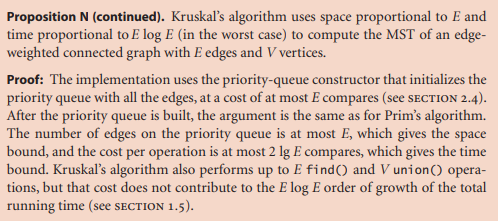 Proposition N (continued). Kruskal's algorithm uses space proportional to E and
time proportional to E log E (in the worst case) to compute the MST of an edge-
weighted connected graph with E edges and V vertices.
Proof: The implementation uses the priority-queue constructor that initializes the
priority queue with all the edges, at a cost of at most E compares (see SECTION 2.4).
After the priority queue is built, the argument is the same as for Prim's algorithm.
The number of edges on the priority queue is at most E, which gives the space
bound, and the cost per operation is at most 2 lg E compares, which gives the time
bound. Kruskal's algorithm also performs up to E find() and V union() opera-
tions, but that cost does not contribute to the E log E order of growth of the total
running time (see SECTION 1.5).